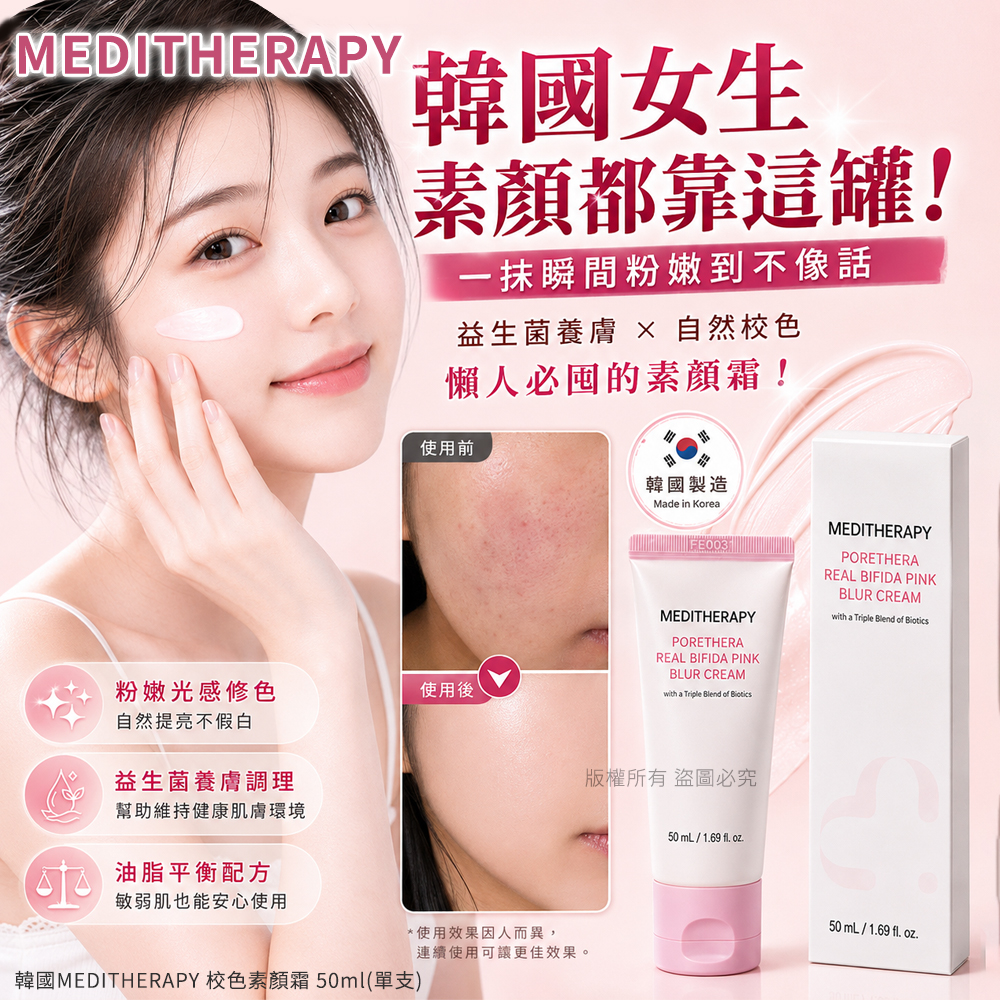 MEDITHERAPY
韓國女生
素顏都靠這罐！
一抹瞬間粉嫩到不像話
益生菌養膚 × 自然校色
懶人必囤的素顏霜！
使用前
使用後
韓國製造
Made in Korea
FE003
MEDITHERAPY
PORETHERA
REAL BIFIDA PINK
BLUR CREAM
with a Triple Blend of Biotics
50 mL / 1.69 fl. oz.
MEDITHERAPY
PORETHERA
REAL BIFIDA PINK
BLUR CREAM
with a Triple Blend of Biotics
50 mL / 1.69 fl. oz.
版權所有 盜圖必究
粉嫩光感修色
自然提亮不假白
益生菌養膚調理
幫助維持健康肌膚環境
油脂平衡配方
敏弱肌也能安心使用
*使用效果因人而異，
連續使用可讓更佳效果。
韓國MEDITHERAPY 校色素顏霜 50ml(單支)